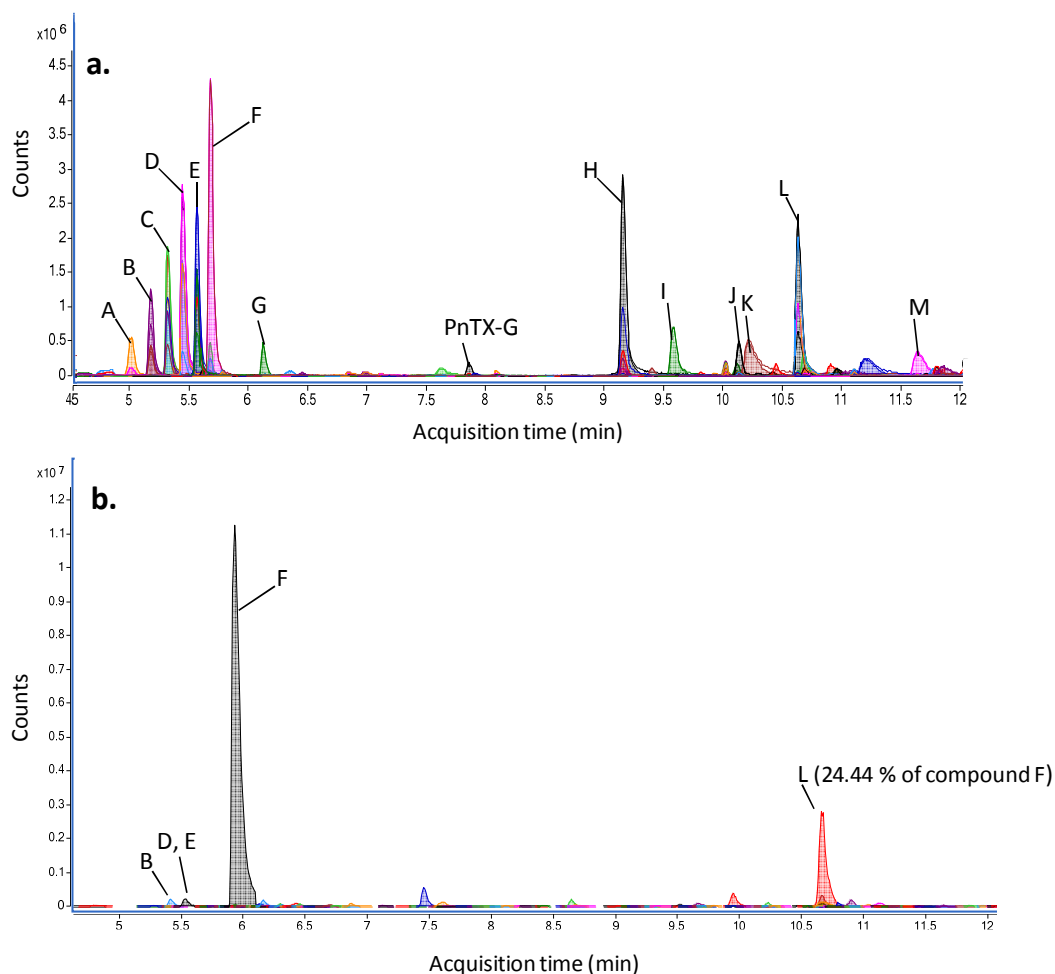 x10 6
a.
4.5
4
3.5
3
2.5
2
1.5
1
0.5
0
Counts
A
B
C
D
E
F
G
PnTX-G
H
I
J
K
L
M
45 5 5.5 6 6.5 7 7.5 8 8.5 9 9.5 10 10.5 11 11.5 12
Acquisition time (min)
x10 7
b.
1.2
1.1
1
0.9
0.8
0.7
0.6
0.5
0.4
0.3
0.2
0.1
0
Counts
B
D, E
F
L (24.44 % of compound F)
5 5.5 6 6.5 7 7.5 8 8.5 9 9.5 10 10.5 11 11.5 12
Acquisition time (min)